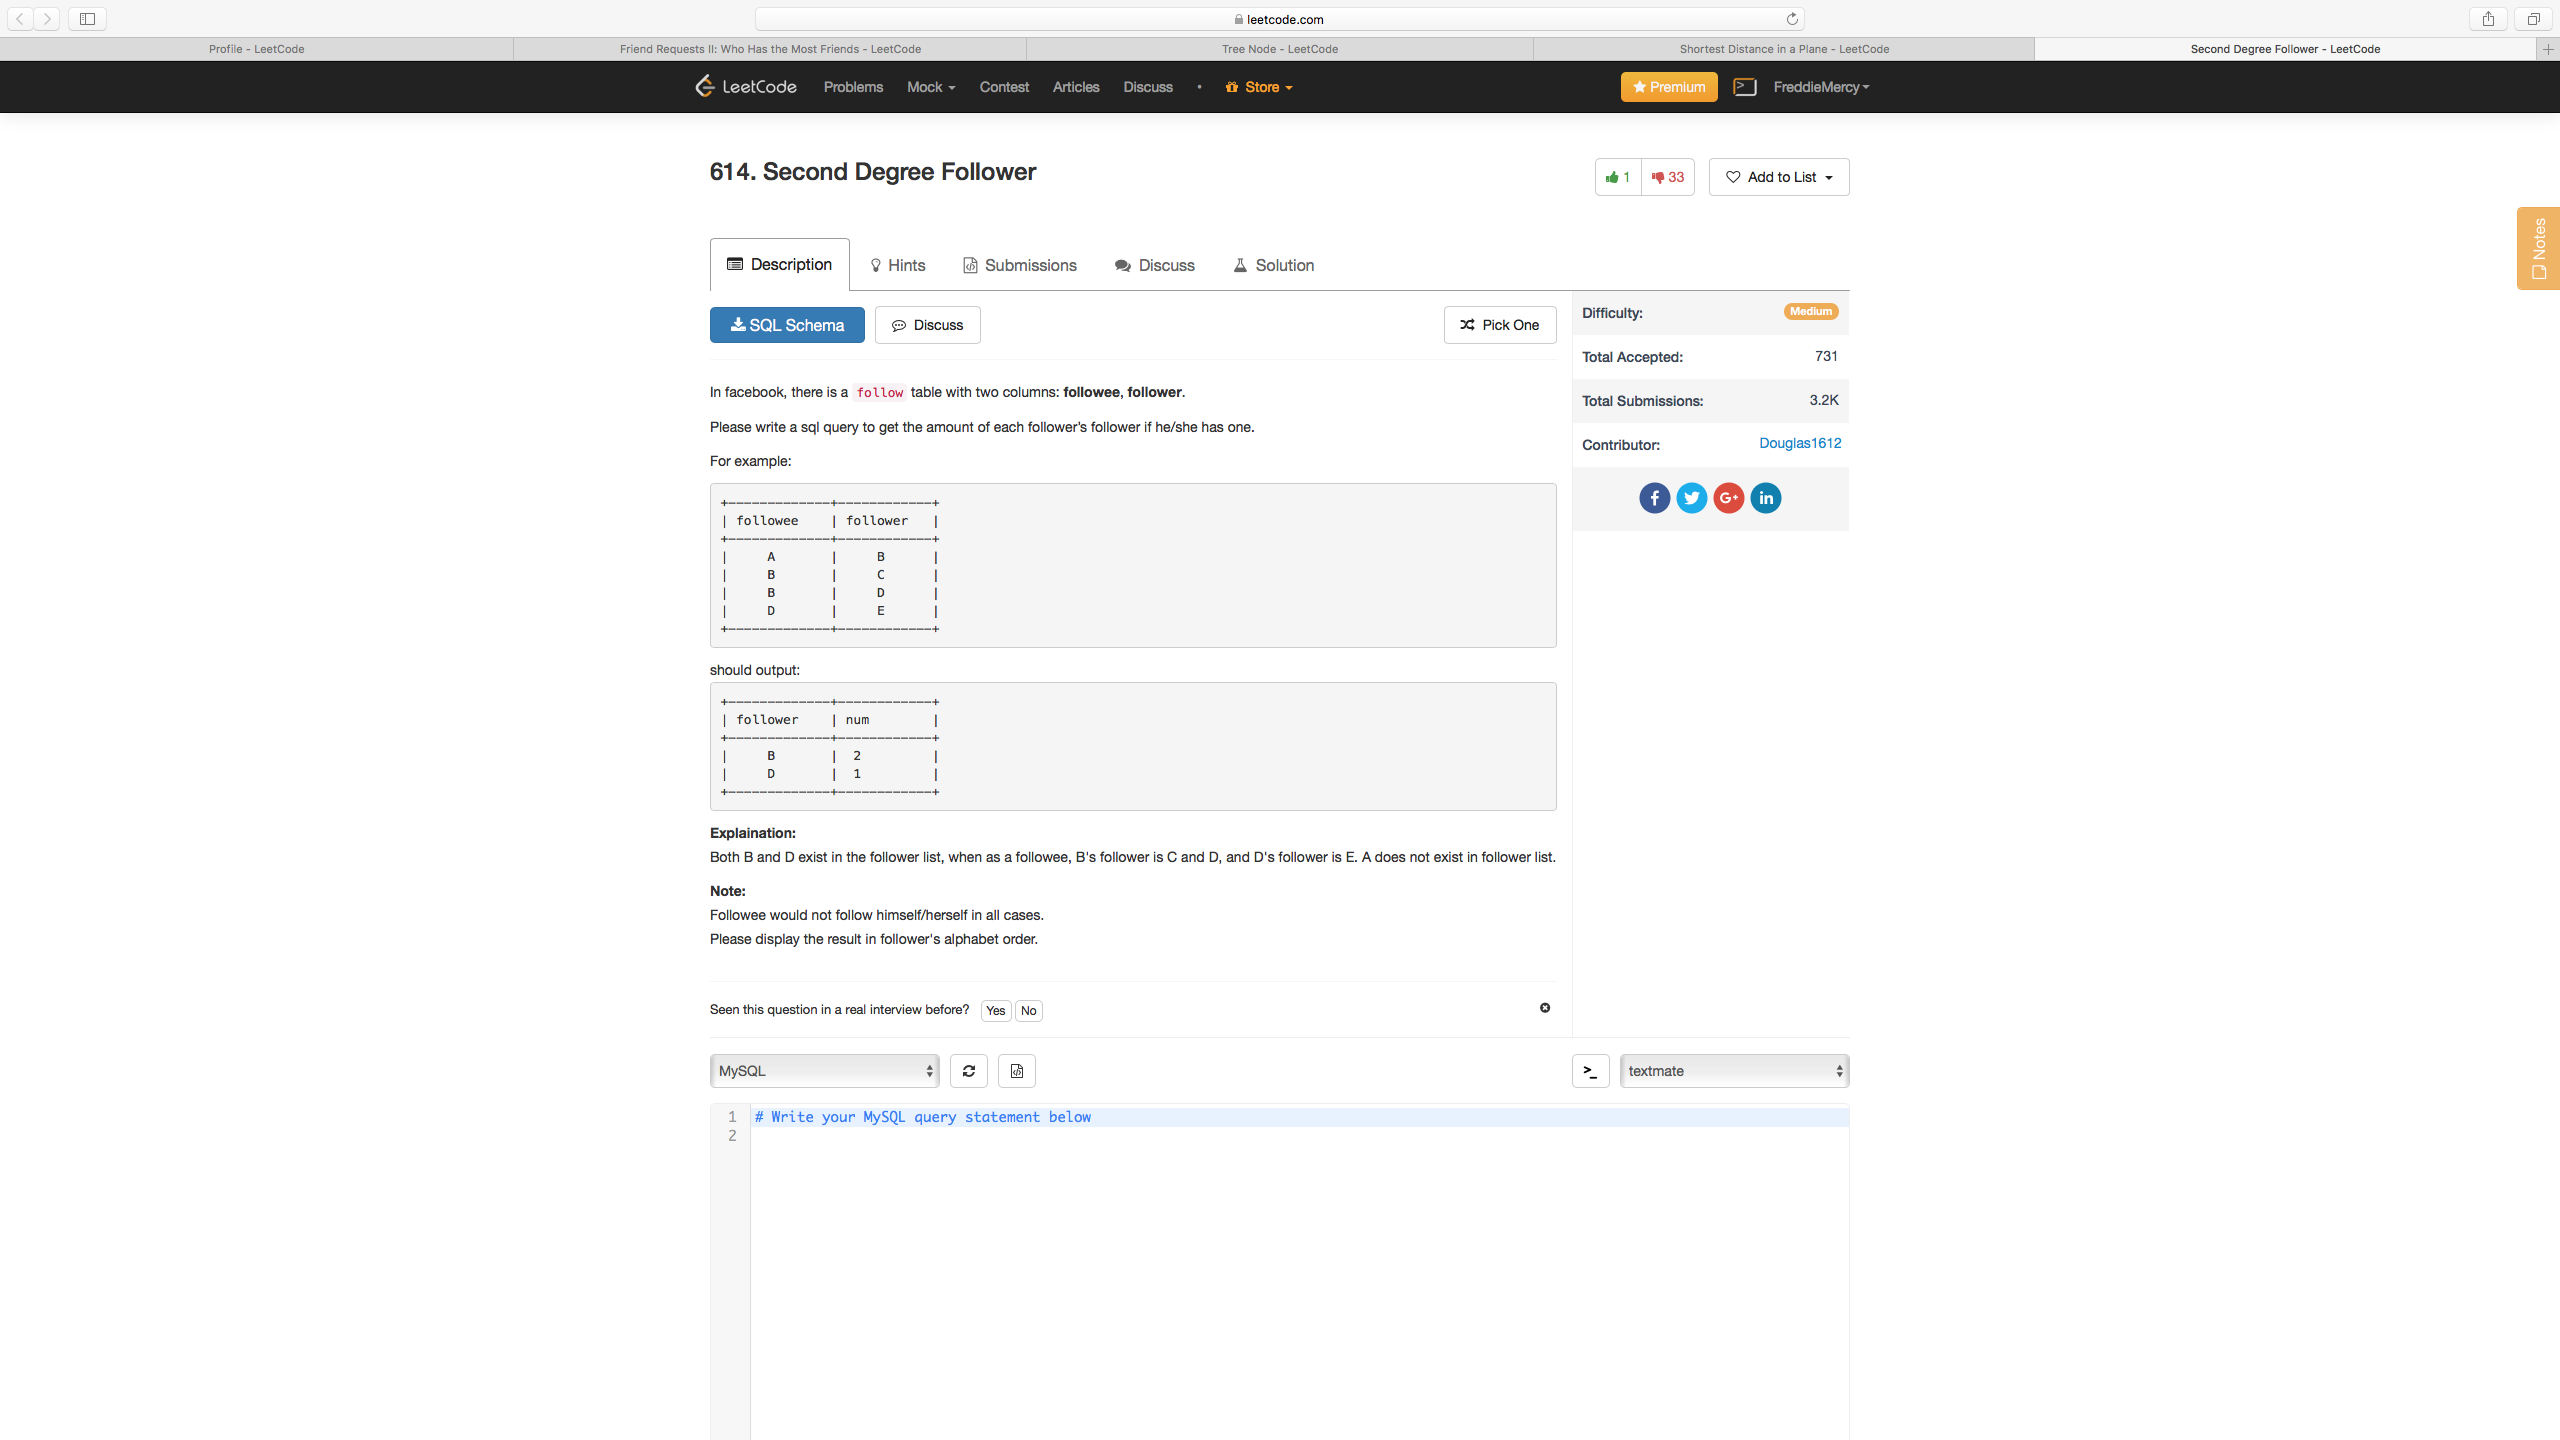 leetcode.com
Profile - LeetCode
Friend Requests II: Who Has the Most Friends - LeetCode
Tree Node - LeetCode
Shortest Distance in a Plane - LeetCode
Second Degree Follower - LeetCode
LeetCode Problems Mock Contest Articles Discuss • Store Premium FreddieMercy
614. Second Degree Follower
1 33 Add to List
Notes
Description Hints Submissions Discuss Solution
SQL Schema Discuss Pick One
Difficulty: Medium
Total Accepted: 731
Total Submissions: 3.2K
Contributor: Douglas1612
In facebook, there is a follow table with two columns: followee, follower.
Please write a sql query to get the amount of each follower's follower if he/she has one.
For example:
+-------------+------------+
| followee    | follower   |
+-------------+------------+
|     A       |     B      |
|     B       |     C      |
|     B       |     D      |
|     D       |     E      |
+-------------+------------+
should output:
+-------------+------------+
| follower    | num        |
+-------------+------------+
|     B       |  2         |
|     D       |  1         |
+-------------+------------+
Explaination:
Both B and D exist in the follower list, when as a followee, B's follower is C and D, and D's follower is E. A does not exist in follower list.
Note:
Followee would not follow himself/herself in all cases.
Please display the result in follower's alphabet order.
Seen this question in a real interview before? Yes No
MySQL >_ textmate
1 # Write your MySQL query statement below
2